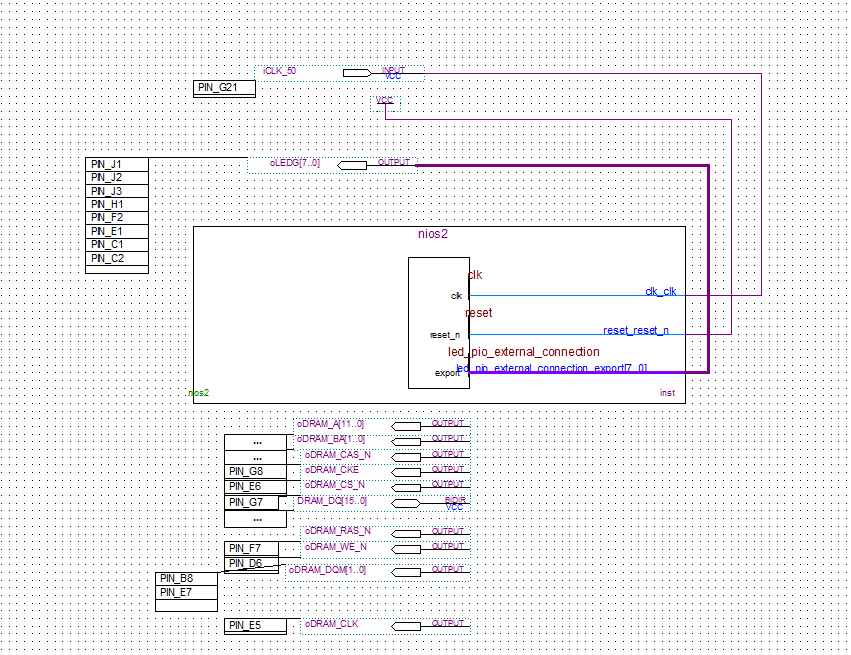 iCLK_50 INPUT
VCC
PIN_G21
VCC
PIN_J1 oLEDG[7..0] OUTPUT
PIN_J2
PIN_J3
PIN_H1
PIN_F2
PIN_E1
PIN_C1
PIN_C2
nios2
clk
clk clk_clk
reset
reset_n reset_reset_n
led_pio_external_connection
export led_pio_external_connection_export[7..0]
nios2 inst
oDRAM_A[11..0] OUTPUT
... oDRAM_BA[1..0] OUTPUT
... oDRAM_CAS_N OUTPUT
PIN_G8 oDRAM_CKE OUTPUT
PIN_E6 oDRAM_CS_N OUTPUT
PIN_G7 DRAM_DQ[15..0] BIDIR
VCC
...
oDRAM_RAS_N OUTPUT
PIN_F7 oDRAM_WE_N OUTPUT
PIN_D6 oDRAM_DQM[1..0] OUTPUT
PIN_B8
PIN_E7
PIN_E5 oDRAM_CLK OUTPUT